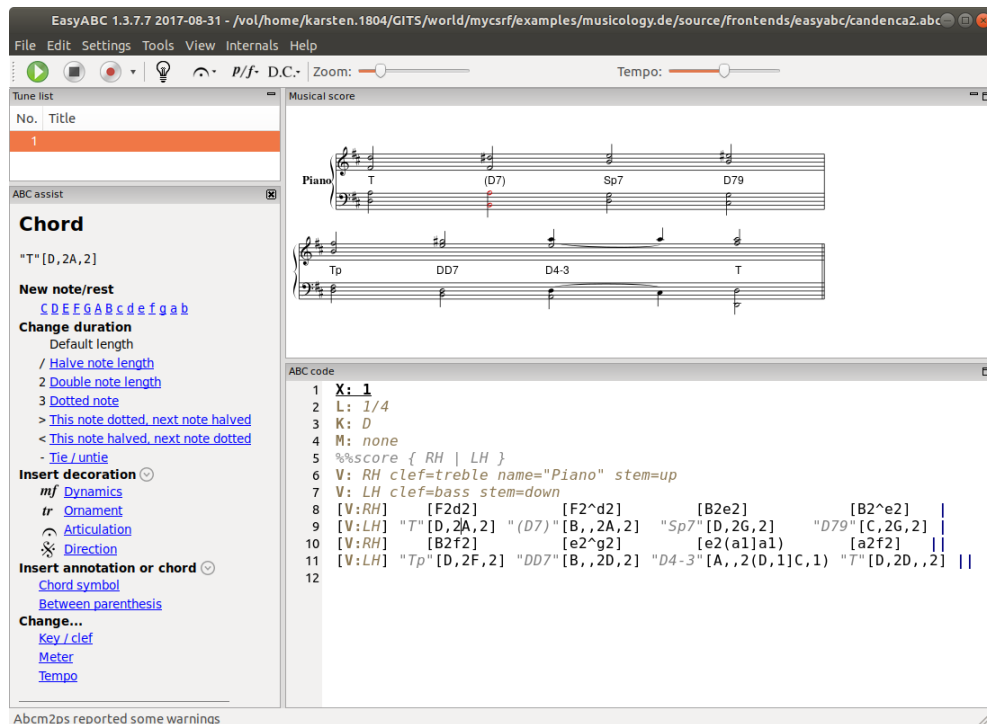 EasyABC 1.3.7.7 2017-08-31 - /vol/home/karsten.1804/GITS/world/mycsrf/examples/musicology.de/source/frontends/easyabc/candenca2.abc
File Edit Settings Tools View Internals Help
p/f D.C. Zoom: Tempo:
Tune list
No. Title
1
Musical score
Piano T (D7) Sp7 D79
Tp DD7 D4-3 T
ABC assist
Chord
"T"[D,2A,2]
New note/rest
C D E F G A B c d e f g a b
Change duration
Default length
/ Halve note length
2 Double note length
3 Dotted note
> This note dotted, next note halved
< This note halved, next note dotted
- Tie / untie
Insert decoration
mf Dynamics
tr Ornament
Articulation
Direction
Insert annotation or chord
Chord symbol
Between parenthesis
Change...
Key / clef
Meter
Tempo
ABC code
1 X: 1
2 L: 1/4
3 K: D
4 M: none
5 %%score { RH | LH }
6 V: RH clef=treble name="Piano" stem=up
7 V: LH clef=bass stem=down
8 [V:RH] [F2d2] [F2^d2] [B2e2] [B2^e2] |
9 [V:LH] "T"[D,2A,2] "(D7)"[B,,2A,2] "Sp7"[D,2G,2] "D79"[C,2G,2] |
10 [V:RH] [B2f2] [e2^g2] [e2(a1]a1) [a2f2] ||
11 [V:LH] "Tp"[D,2F,2] "DD7"[B,,2D,2] "D4-3"[A,,2(D,1]C,1) "T"[D,2D,,2] ||
12
Abcm2ps reported some warnings